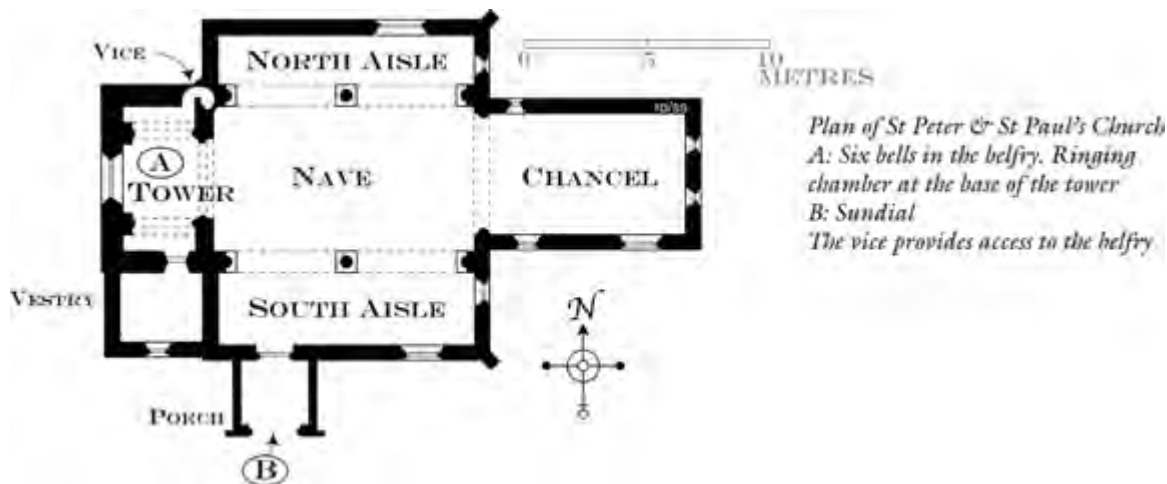 VICE
NORTH AISLE
0 5 10
METRES
A
TOWER
NAVE
CHANCEL
Plan of St Peter & St Paul's Church
A: Six bells in the belfry. Ringing
chamber at the base of the tower
B: Sundial
The vice provides access to the belfry
VESTRY
SOUTH AISLE
N
PORCH
B